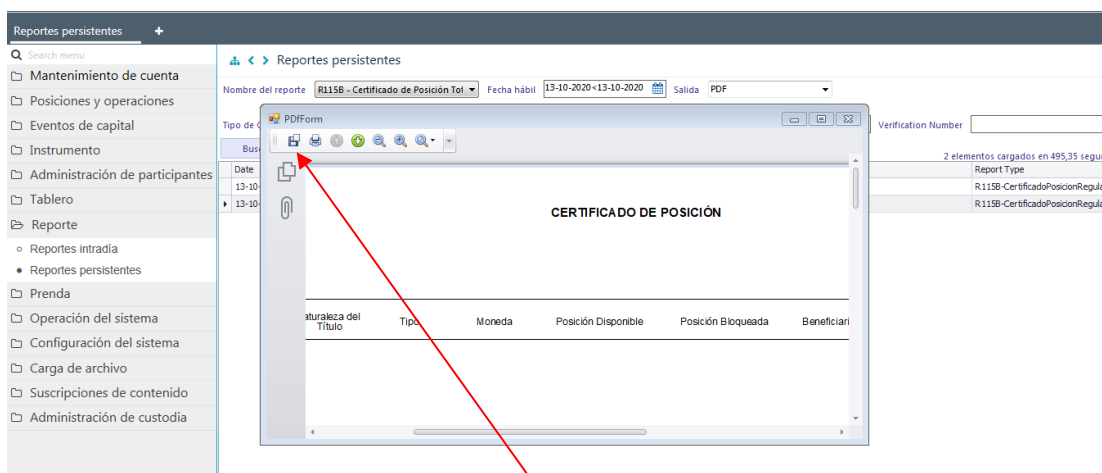 Reportes persistentes +
Search menu
Mantenimiento de cuenta
Posiciones y operaciones
Eventos de capital
Instrumento
Administración de participantes
Tablero
Reporte
Reportes intradía
Reportes persistentes
Prenda
Operación del sistema
Configuración del sistema
Carga de archivo
Suscripciones de contenido
Administración de custodia
Reportes persistentes
Nombre del reporte R115B - Certificado de Posición Tot Fecha hábil 13-10-2020<13-10-2020 Salida PDF
Tipo de Verification Number
2 elementos cargados en 495,35 segu
Date Report Type
13-10- R115B-CertificadoPosicionRegula
13-10- R115B-CertificadoPosicionRegula
PDfForm
CERTIFICADO DE POSICIÓN
aturaleza del
Título Tipo Moneda Posición Disponible Posición Bloqueada Beneficiari